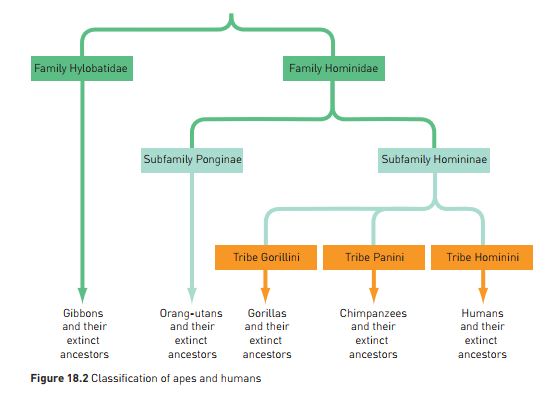 Family Hylobatidae
Family Hominidae
Subfamily Ponginae
Subfamily Homininae
Tribe Gorillini
Tribe Panini
Tribe Hominini
Gibbons
and their
extinct
ancestors
Orang-utans
and their
extinct
ancestors
Gorillas
and their
extinct
ancestors
Chimpanzees
and their
extinct
ancestors
Humans
and their
extinct
ancestors
Figure 18.2 Classification of apes and humans